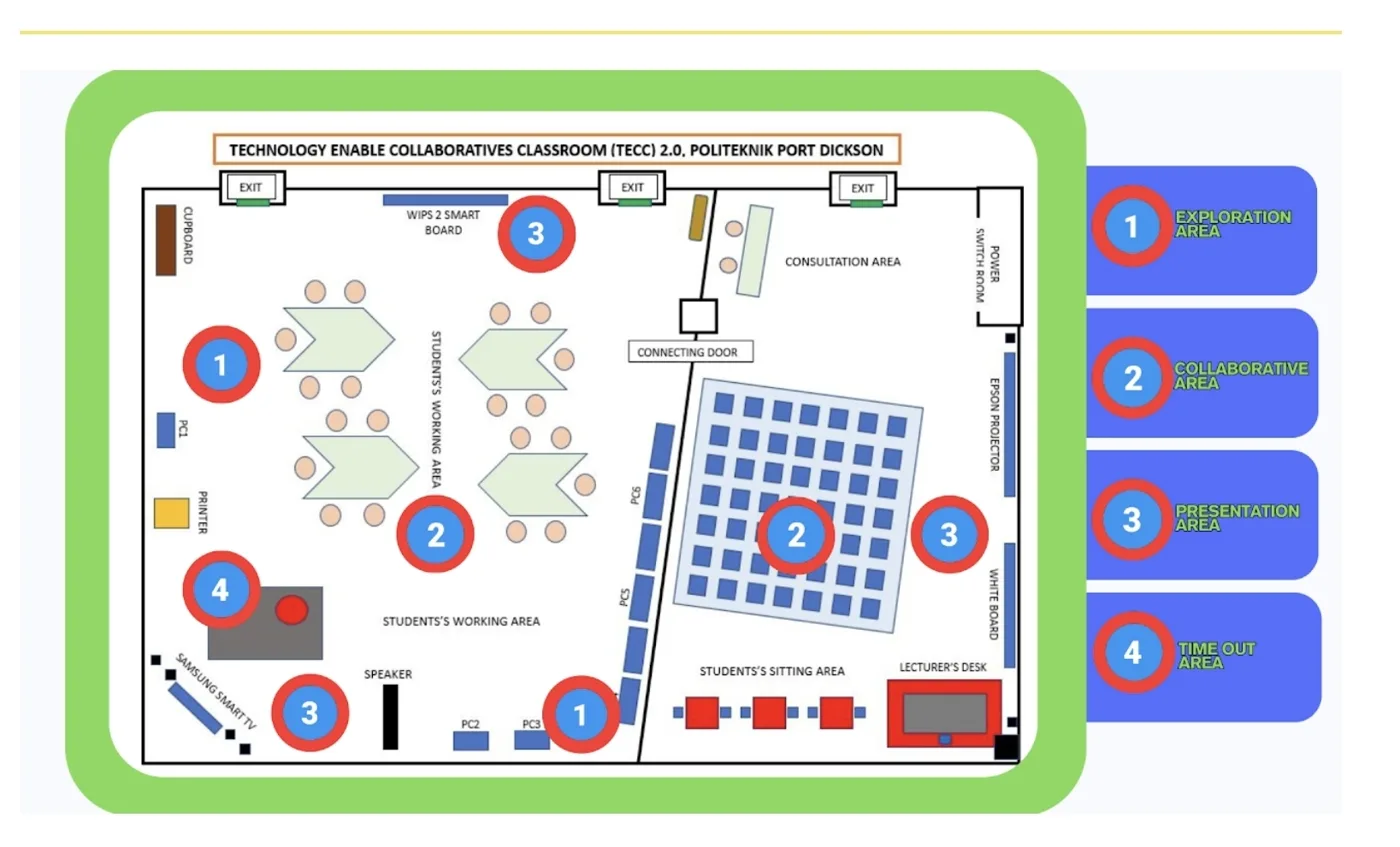 TECHNOLOGY ENABLE COLLABORATIVES CLASSROOM (TECC) 2.0, POLITEKNIK PORT DICKSON
EXIT
EXIT
EXIT
CUPBOARD
WIPS 2 SMART
BOARD
3
CONSULTATION AREA
POWER
SWITCH ROOM
1
STUDENTS'S WORKING AREA
CONNECTING DOOR
PC1
EPSON PROJECTOR
PRINTER
PC6
2
2
3
4
PC5
WHITE BOARD
STUDENTS'S WORKING AREA
SAMSUNG SMART TV
SPEAKER
STUDENTS'S SITTING AREA
LECTURER'S DESK
3
PC2
PC3
1
1
EXPLORATION
AREA
2
COLLABORATIVE
AREA
3
PRESENTATION
AREA
4
TIME OUT
AREA